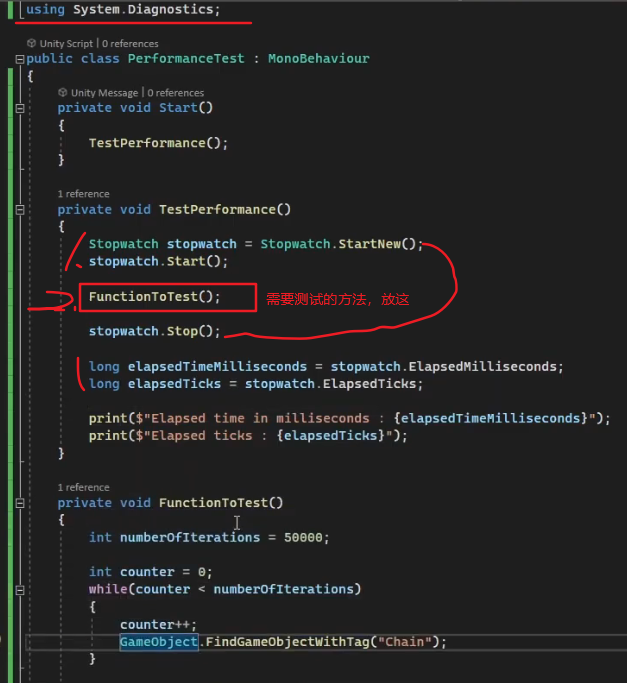 using System.Diagnostics;
Unity Script | 0 references
public class PerformanceTest : MonoBehaviour
{
Unity Message | 0 references
private void Start()
{
TestPerformance();
}
1 reference
private void TestPerformance()
{
Stopwatch stopwatch = Stopwatch.StartNew();
stopwatch.Start();
FunctionToTest(); 需要测试的方法，放这
stopwatch.Stop();
long elapsedTimeMilliseconds = stopwatch.ElapsedMilliseconds;
long elapsedTicks = stopwatch.ElapsedTicks;
print($"Elapsed time in milliseconds : {elapsedTimeMilliseconds}");
print($"Elapsed ticks : {elapsedTicks}");
}
1 reference
private void FunctionToTest()
{
int numberOfIterations = 50000;
int counter = 0;
while(counter < numberOfIterations)
{
counter++;
GameObject.FindGameObjectWithTag("Chain");
}